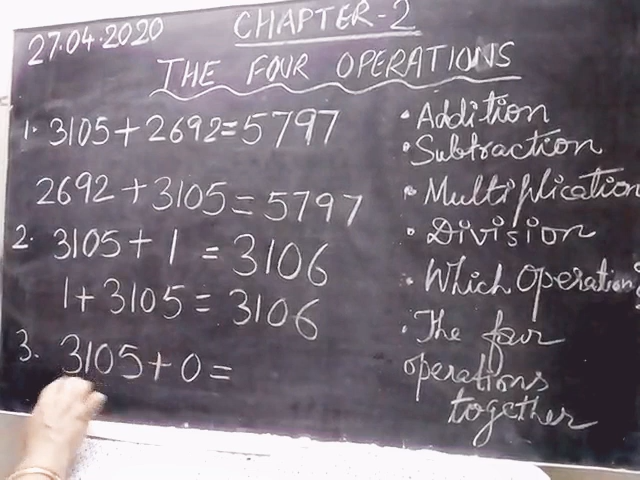 27.04.2020
CHAPTER-2
THE FOUR OPERATIONS
1. 3105+2692=5797
2692+3105=5797
2. 3105+1=3106
1+3105=3106
3. 3105+0=
• Addition
• Subtraction
• Multiplication
• Division
• Which Operation?
• The four
operations
together